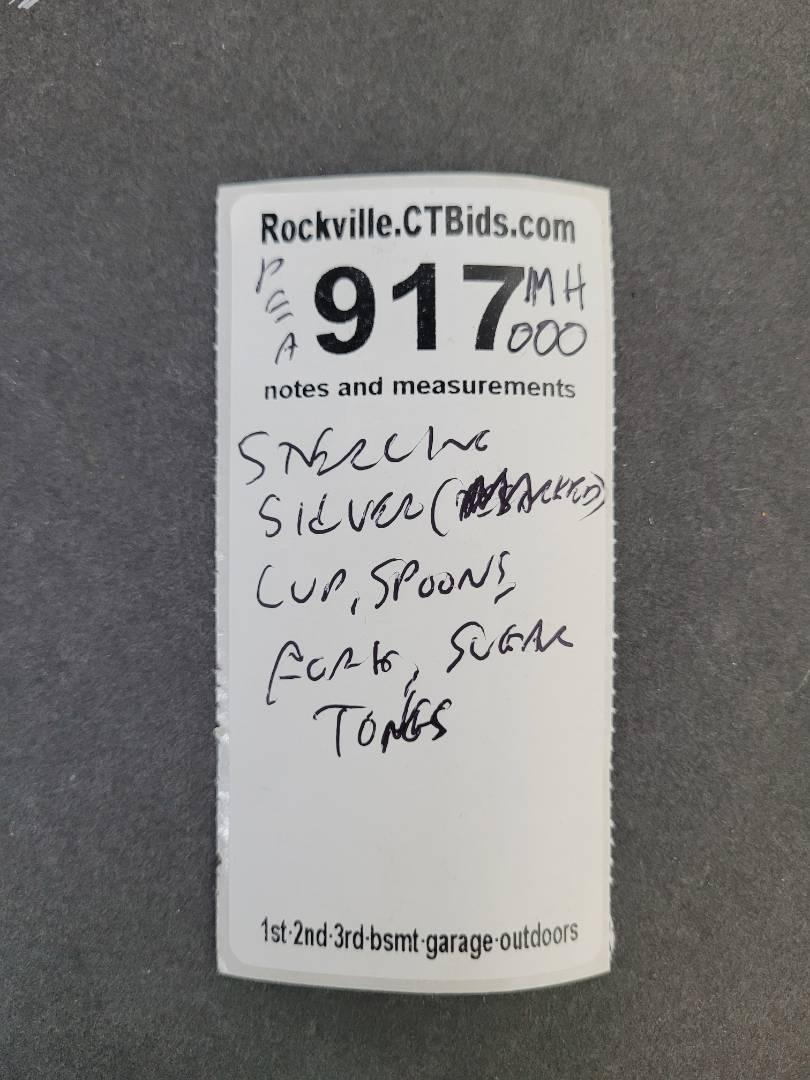 Rockville.CTBids.com
P
E
A
917
MH
000
notes and measurements
STERLING
SILVER (MARKED)
CUP, SPOONS,
FORK, SUGAR
TONGS
1st·2nd·3rd·bsmt·garage·outdoors